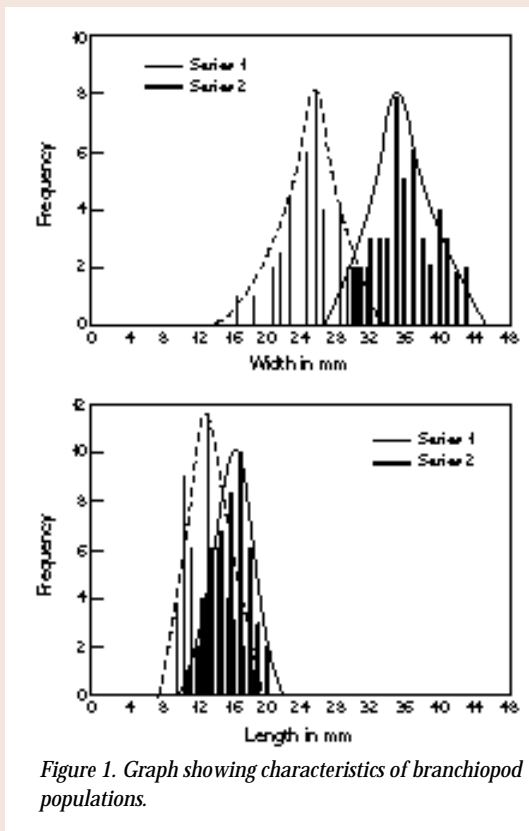 10
8
6
4
2
0
Frequency
Series 1
Series 2
0 4 8 12 16 20 24 28 32 36 40 44 48
Width in mm
12
10
8
6
4
2
0
Frequency
Series 1
Series 2
0 4 8 12 16 20 24 28 32 36 40 44 48
Length in mm
Figure 1. Graph showing characteristics of branchiopod
populations.